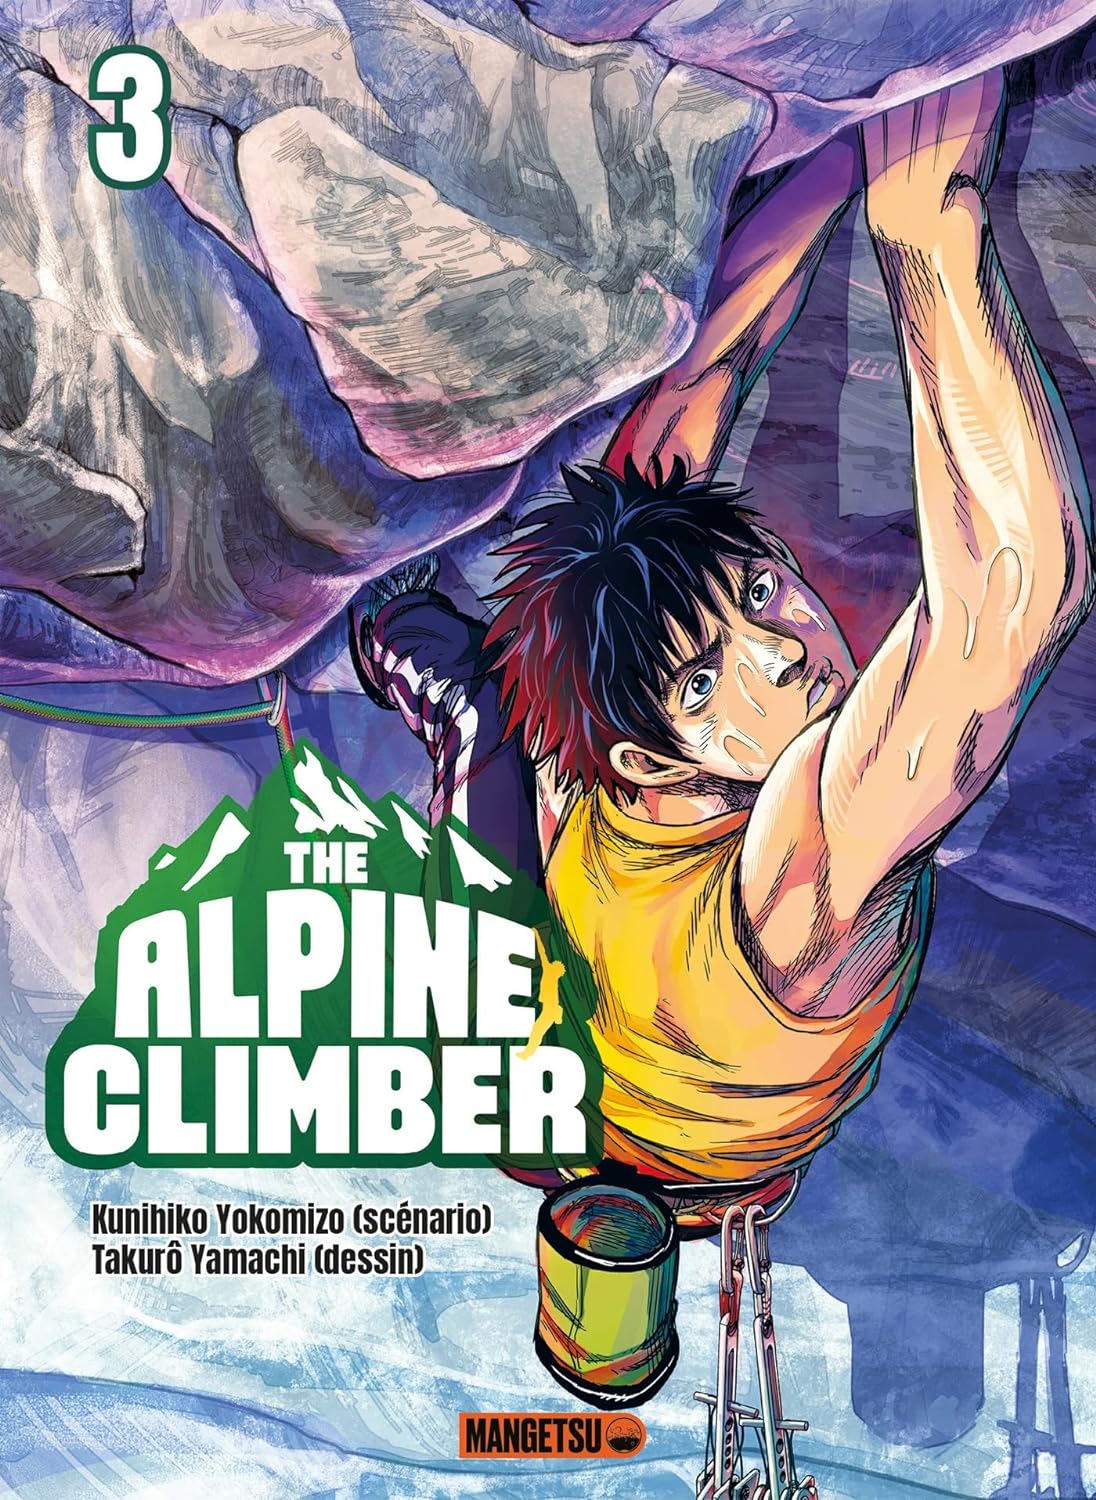 3
THE
ALPINE
CLIMBER
Kunihiko Yokomizo (scénario)
Takurô Yamachi (dessin)
MANGETSU